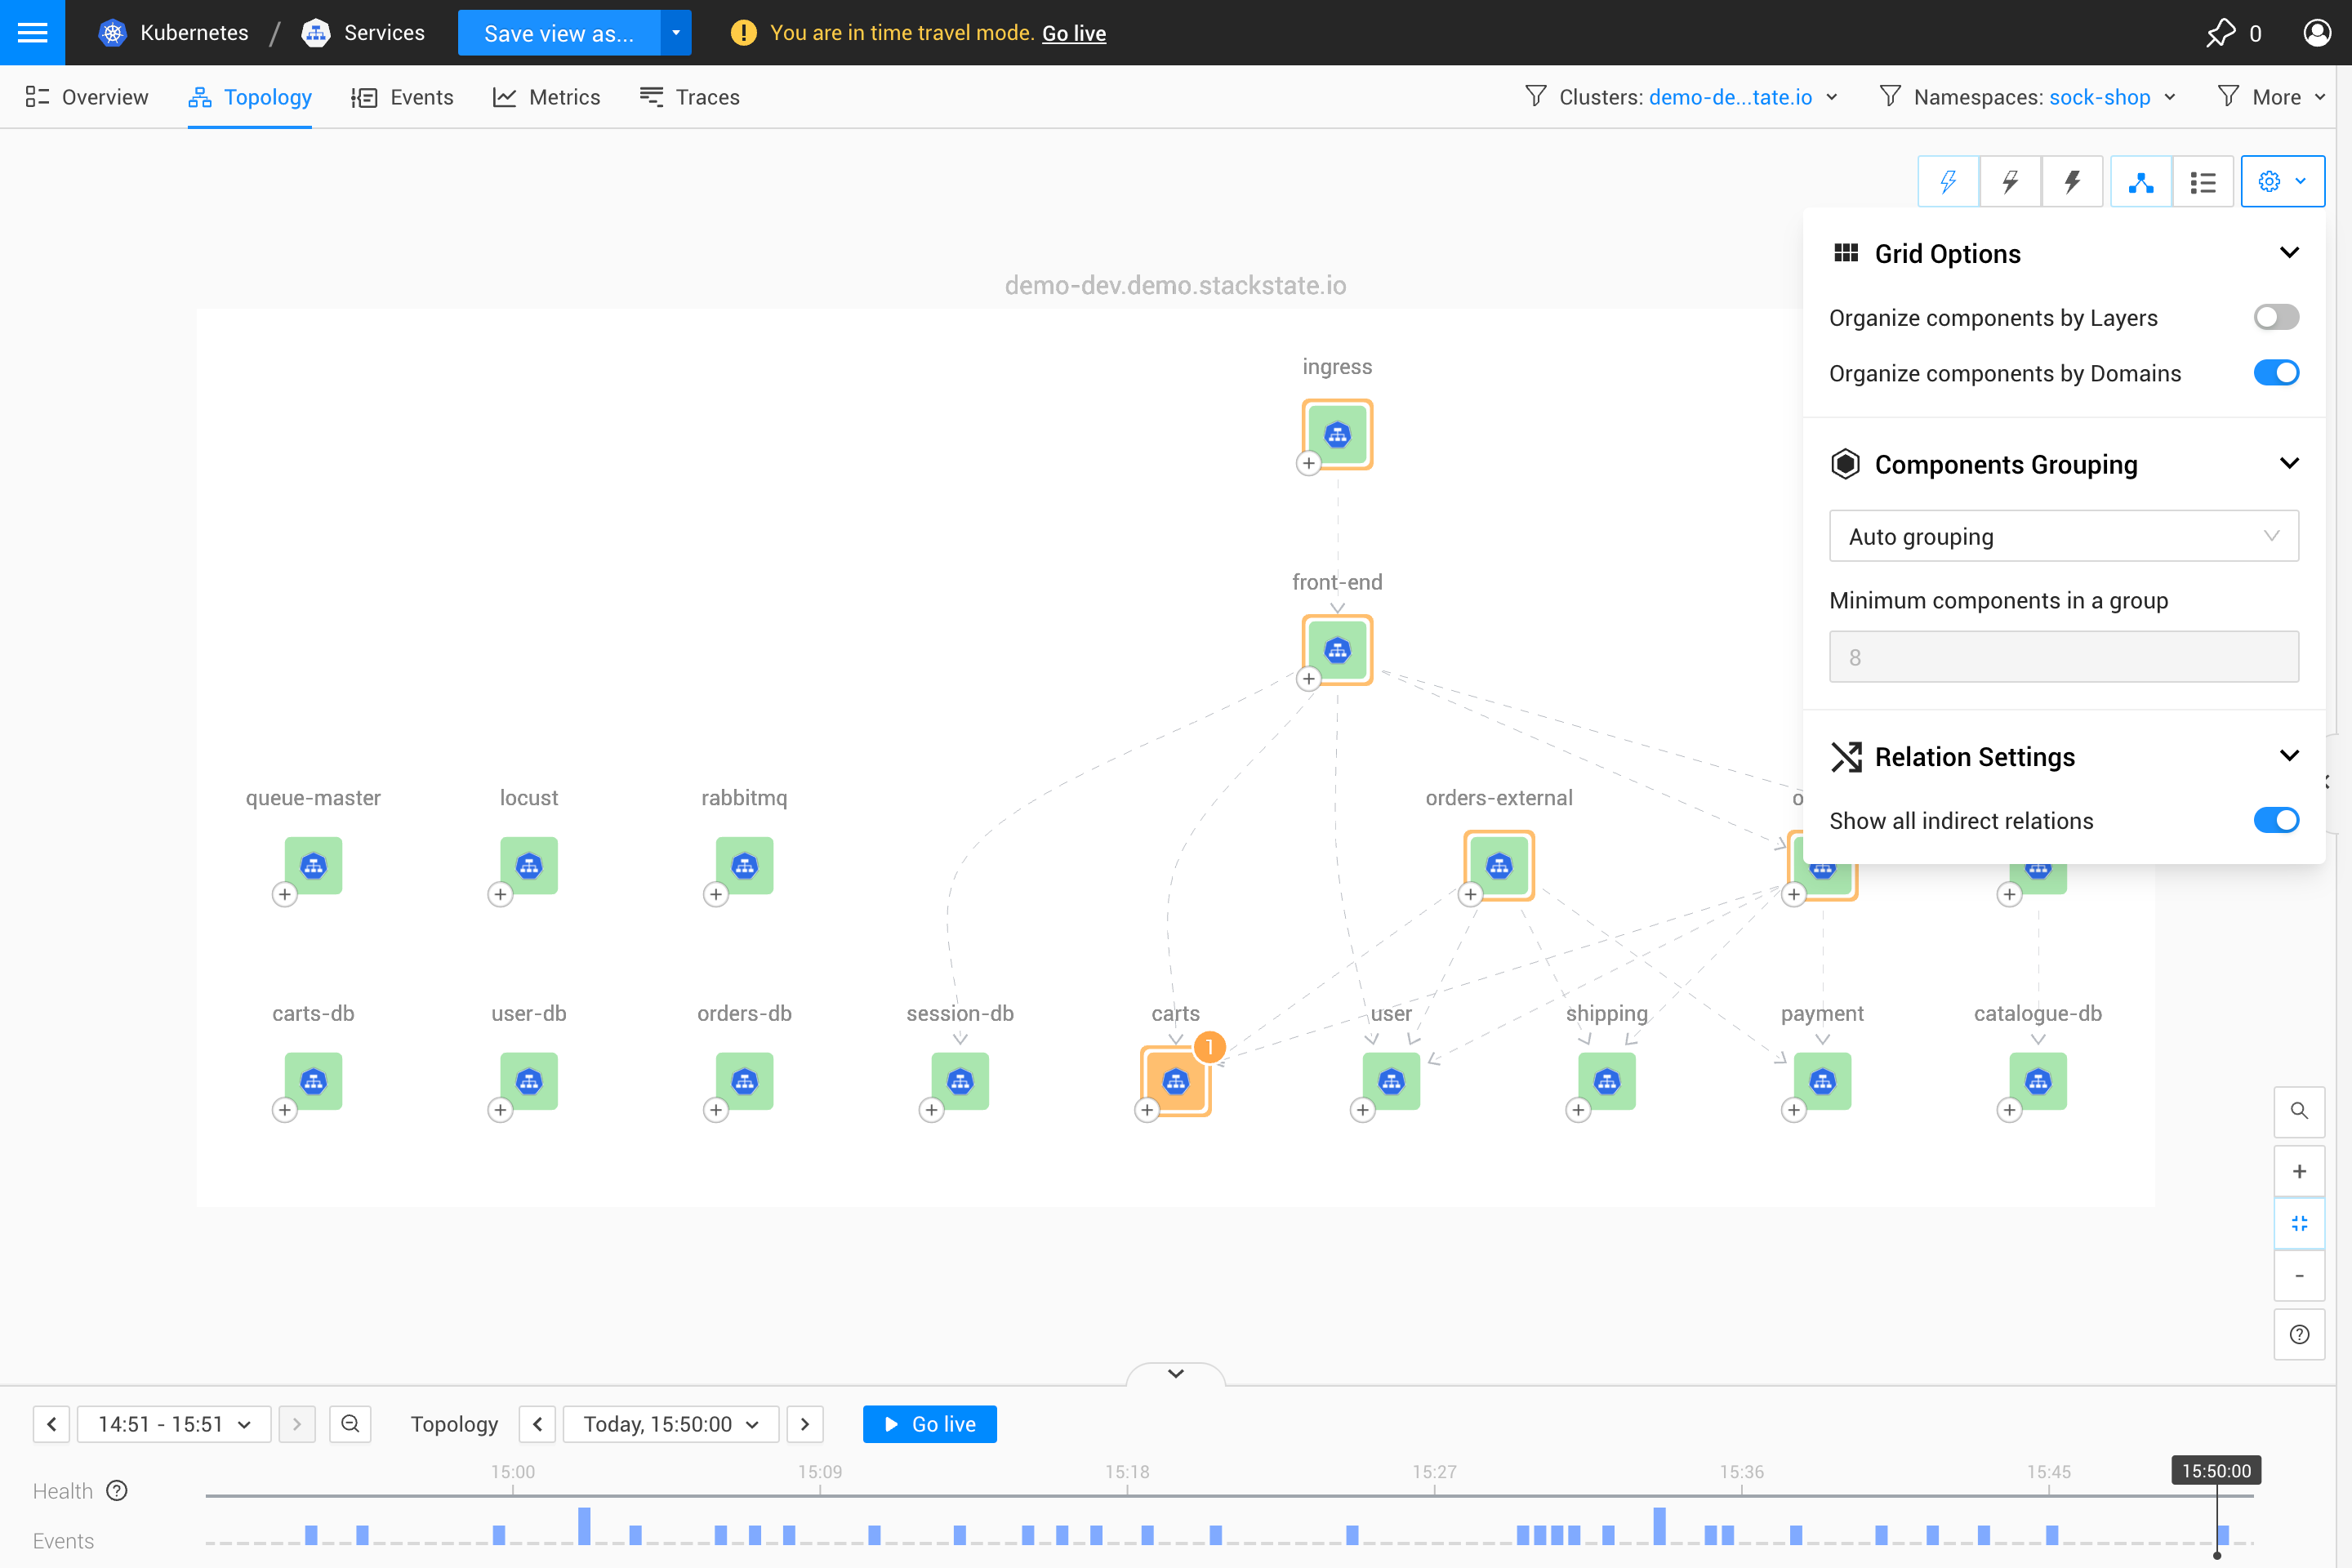 Kubernetes / Services Save view as... You are in time travel mode. Go live 0
Overview Topology Events Metrics Traces Clusters: demo-de...tate.io Namespaces: sock-shop More
Grid Options
Organize components by Layers
Organize components by Domains
Components Grouping
Auto grouping
Minimum components in a group
8
Relation Settings
Show all indirect relations
demo-dev.demo.stackstate.io
ingress
front-end
queue-master locust rabbitmq orders-external o
carts-db user-db orders-db session-db carts user shipping payment catalogue-db
1
14:51 - 15:51 Topology Today, 15:50:00 Go live
15:00 15:09 15:18 15:27 15:36 15:45 15:50:00
Health
Events